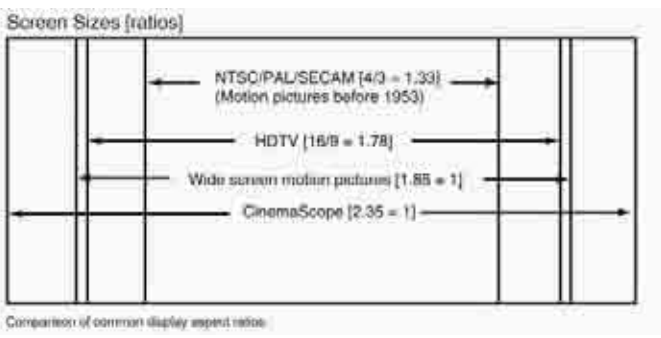 Screen Sizes [ratios]
NTSC/PAL/SECAM [4/3 = 1.33]
(Motion pictures before 1953)
HDTV [16/9 = 1.78]
Wide screen motion pictures [1.85 = 1]
CinemaScope [2.35 = 1]
Comparison of common display aspect ratios.